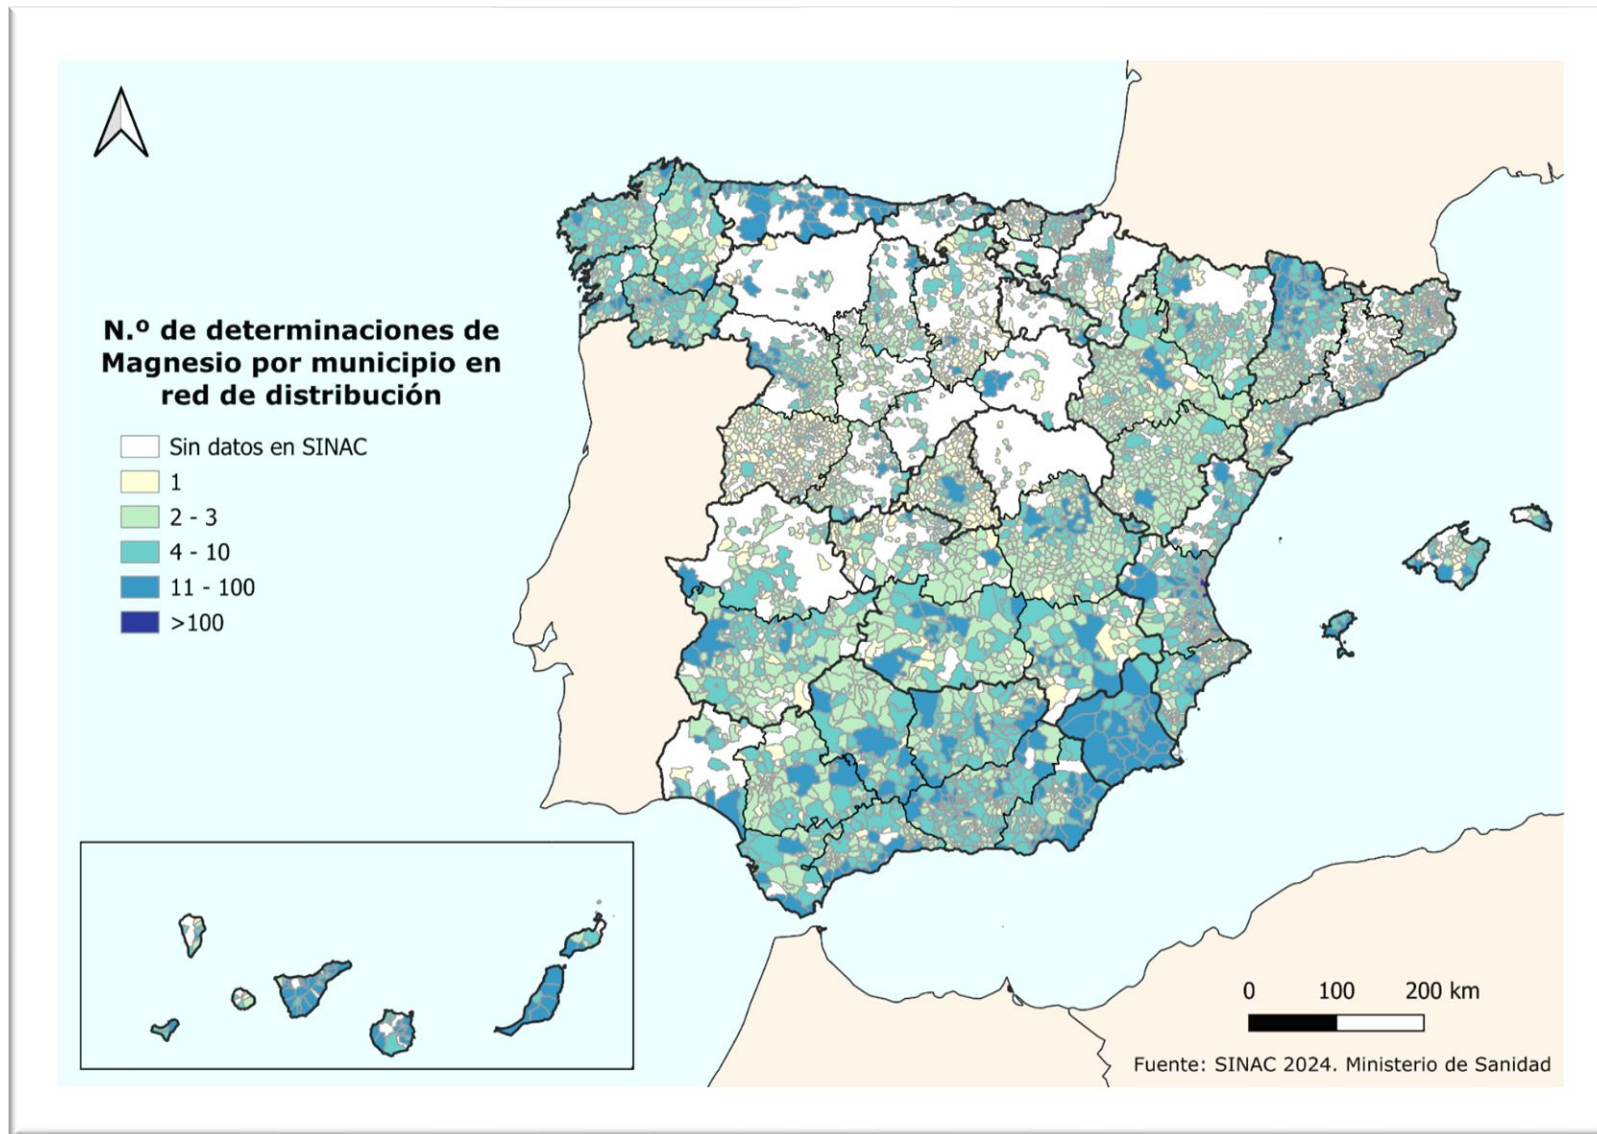 N.º de determinaciones de
Magnesio por municipio en
red de distribución
Sin datos en SINAC
1
2 - 3
4 - 10
11 - 100
>100
0 100 200 km
Fuente: SINAC 2024. Ministerio de Sanidad